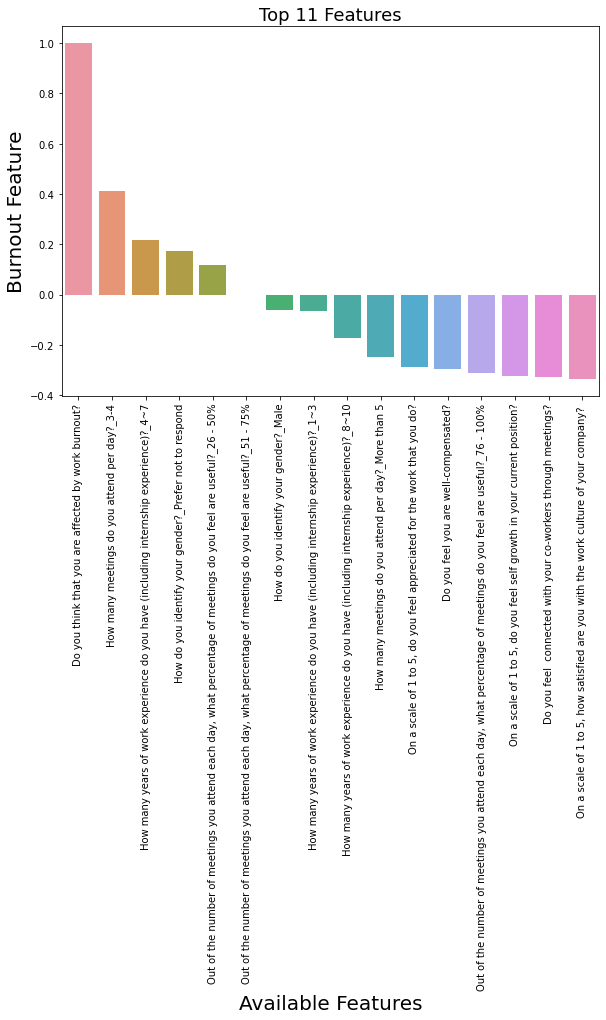 Top 11 Features
Burnout Feature
1.0
0.8
0.6
0.4
0.2
0.0
−0.2
−0.4
Do you think that you are affected by work burnout?
How many meetings do you attend per day?_3-4
How many years of work experience do you have (including internship experience)?_4~7
How do you identify your gender?_Prefer not to respond
Out of the number of meetings you attend each day, what percentage of meetings do you feel are useful?_26 - 50%
Out of the number of meetings you attend each day, what percentage of meetings do you feel are useful?_51 - 75%
How do you identify your gender?_Male
How many years of work experience do you have (including internship experience)?_1~3
How many years of work experience do you have (including internship experience)?_8~10
How many meetings do you attend per day?_More than 5
On a scale of 1 to 5, do you feel appreciated for the work that you do?
Do you feel you are well-compensated?
Out of the number of meetings you attend each day, what percentage of meetings do you feel are useful?_76 - 100%
On a scale of 1 to 5, do you feel self growth in your current position?
Do you feel  connected with your co-workers through meetings?
On a scale of 1 to 5, how satisfied are you with the work culture of your company?
Available Features